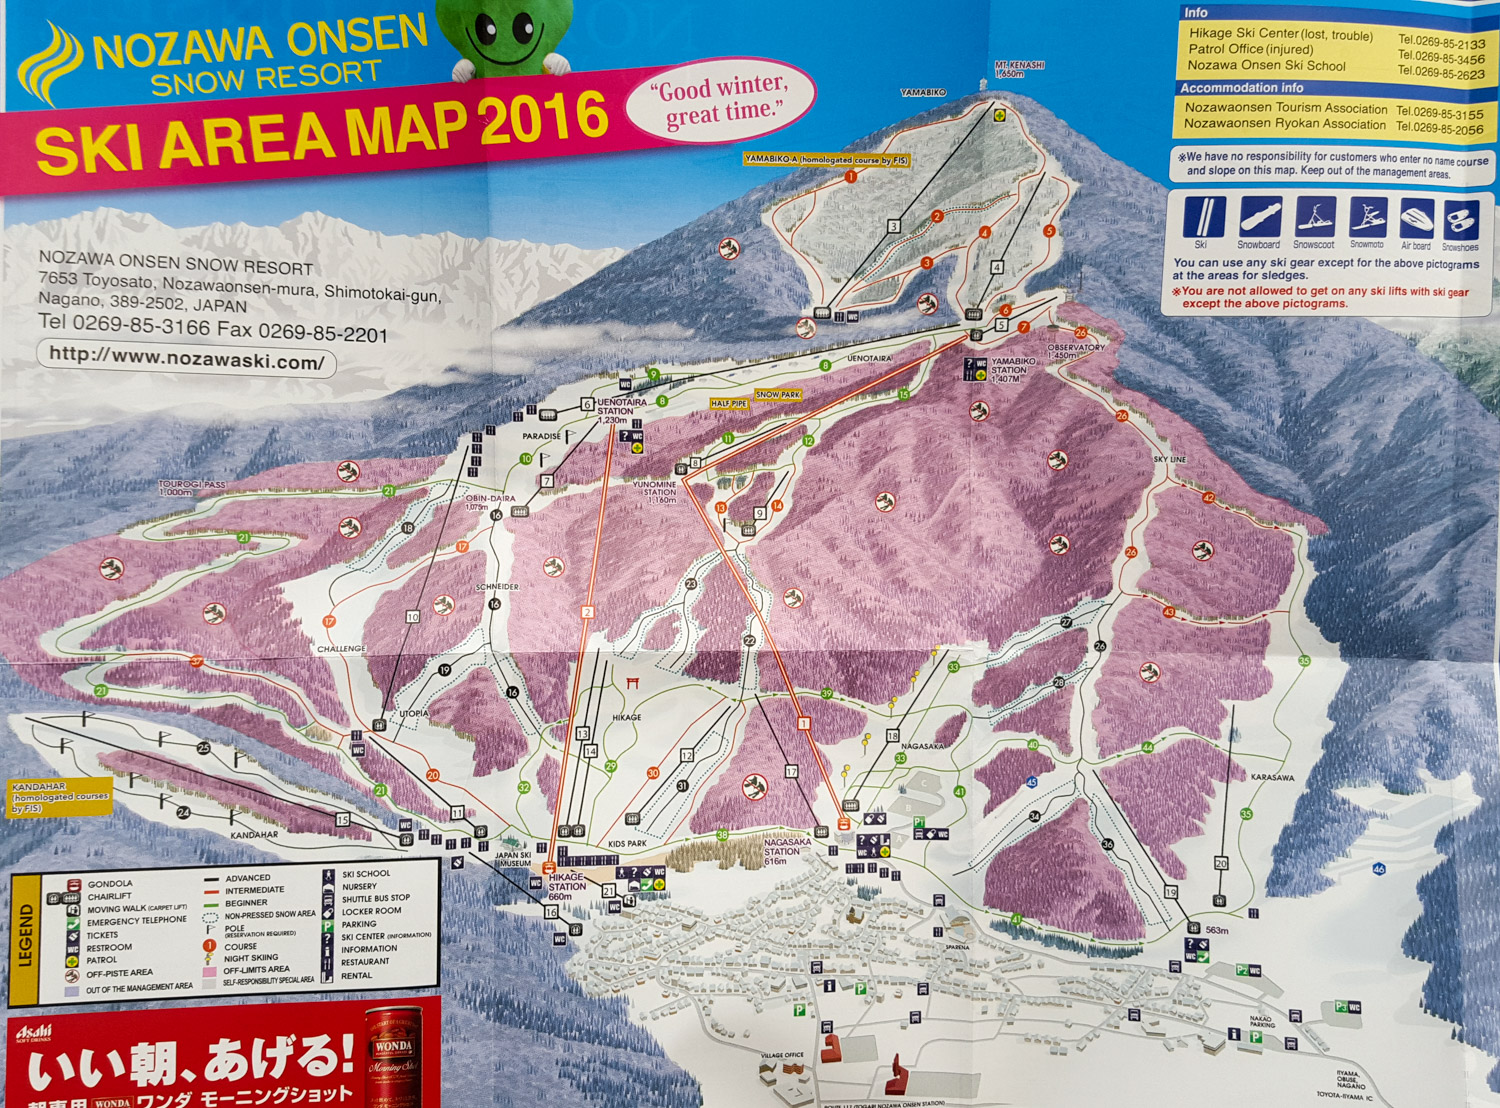 NOZAWA ONSEN
SNOW RESORT
SKI AREA MAP 2016
"Good winter,
great time."
Info
Hikage Ski Center (lost, trouble) Tel.0269-85-2133
Patrol Office (injured) Tel.0269-85-3456
Nozawa Onsen Ski School Tel.0269-85-2623
Accommodation info
Nozawaonsen Tourism Association Tel.0269-85-3155
Nozawaonsen Ryokan Association Tel.0269-85-2056
※We have no responsibility for customers who enter no name course
and slope on this map. Keep out of the management areas.
Ski Snowboard Snowscoot Snowmoto Air board Snowshoes
You can use any ski gear except for the above pictograms
at the areas for sledges.
※You are not allowed to get on any ski lifts with ski gear
except the above pictograms.
NOZAWA ONSEN SNOW RESORT
7653 Toyosato, Nozawaonsen-mura, Shimotakai-gun,
Nagano, 389-2502, JAPAN
Tel 0269-85-3166 Fax 0269-85-2201
http://www.nozawaski.com/
MT. KENASHI
1,650m
YAMABIKO
YAMABIKO-A (homologated course by FIS)
OBSERVATORY
1,450m
YAMABIKO
STATION
1,407M
UENOTAIRA
UENOTAIRA
STATION
1,230m
HALF PIPE
SNOW PARK
PARADISE
YUNOMINE
STATION
1,160m
SKY LINE
TOUROGI PASS
1,000m
OBIN-DAIRA
1,075m
SCHNEIDER
CHALLENGE
UTOPIA
HIKAGE
NAGASAKA
KARASAWA
KANDAHAR
(homologated courses
by FIS)
KANDAHAR
JAPAN SKI
MUSEUM
KIDS PARK
NAGASAKA
STATION
616m
HIKAGE
STATION
660m
563m
SPARENA
NAKAO
PARKING
VILLAGE OFFICE
IIYAMA,
OBUSE,
NAGANO
TOYOTA-IIYAMA IC
ROUTE 117 (TOGARI NOZAWA ONSEN STATION)
LEGEND
GONDOLA
CHAIRLIFT
MOVING WALK (CARPET LIFT)
EMERGENCY TELEPHONE
TICKETS
RESTROOM
PATROL
OFF-PISTE AREA
OUT OF THE MANAGEMENT AREA
ADVANCED
INTERMEDIATE
BEGINNER
NON-PRESSED SNOW AREA
POLE
(RESERVATION REQUIRED)
COURSE
NIGHT SKIING
OFF-LIMITS AREA
SELF-RESPONSIBILITY SPECIAL AREA
SKI SCHOOL
NURSERY
SHUTTLE BUS STOP
LOCKER ROOM
PARKING
SKI CENTER (INFORMATION)
INFORMATION
RESTAURANT
RENTAL
Asahi
SOFT DRINKS
いい朝、あげる!
朝専用 WONDA ワンダ モーニングショット
WONDA
Morning Shot